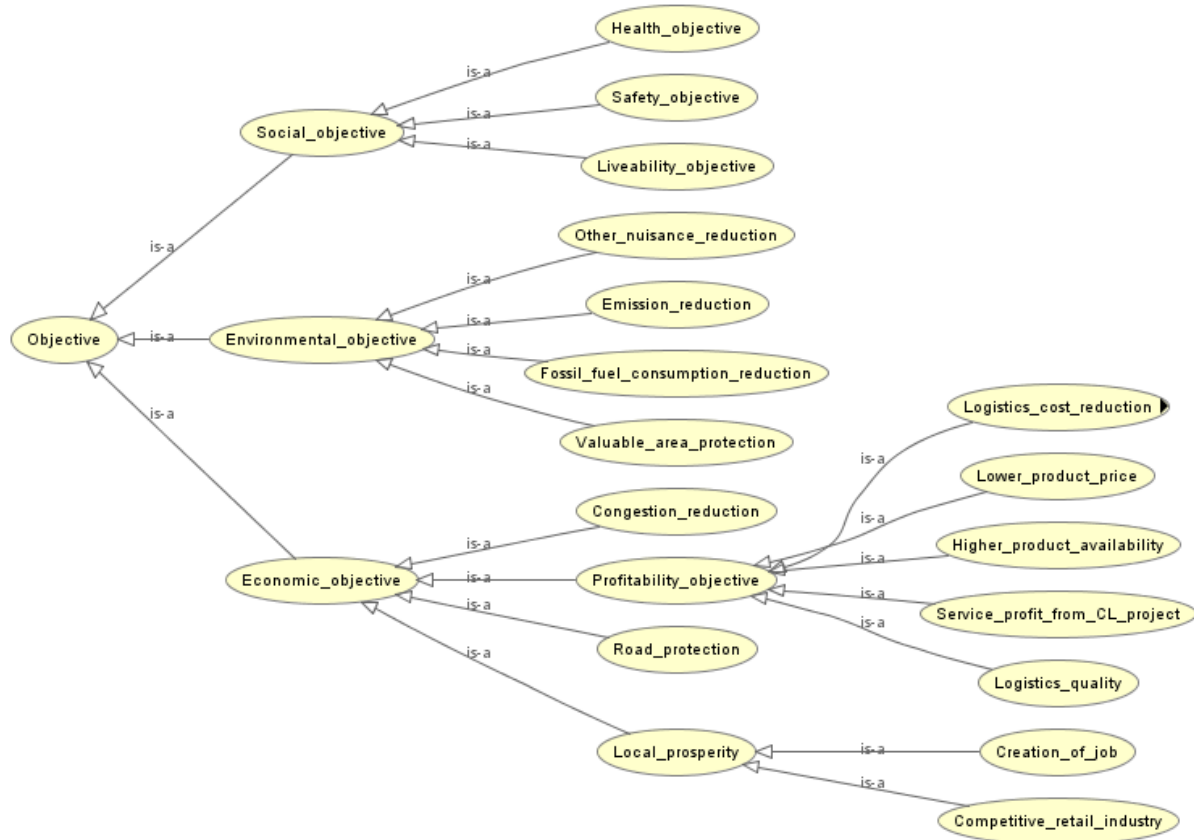 Health_objective
is-a
Safety_objective
is-a
Social_objective
is-a
Liveability_objective
Other_nuisance_reduction
is-a
is-a
Emission_reduction
is-a
Objective
is-a
Environmental_objective
is-a
Fossil_fuel_consumption_reduction
is-a
is-a
Logistics_cost_reduction
Valuable_area_protection
is-a
Lower_product_price
Congestion_reduction
is-a
is-a
Higher_product_availability
is-a
Economic_objective
is-a
Profitability_objective
is-a
Service_profit_from_CL_project
is-a
is-a
Road_protection
is-a
Logistics_quality
Local_prosperity
is-a
Creation_of_job
is-a
Competitive_retail_industry